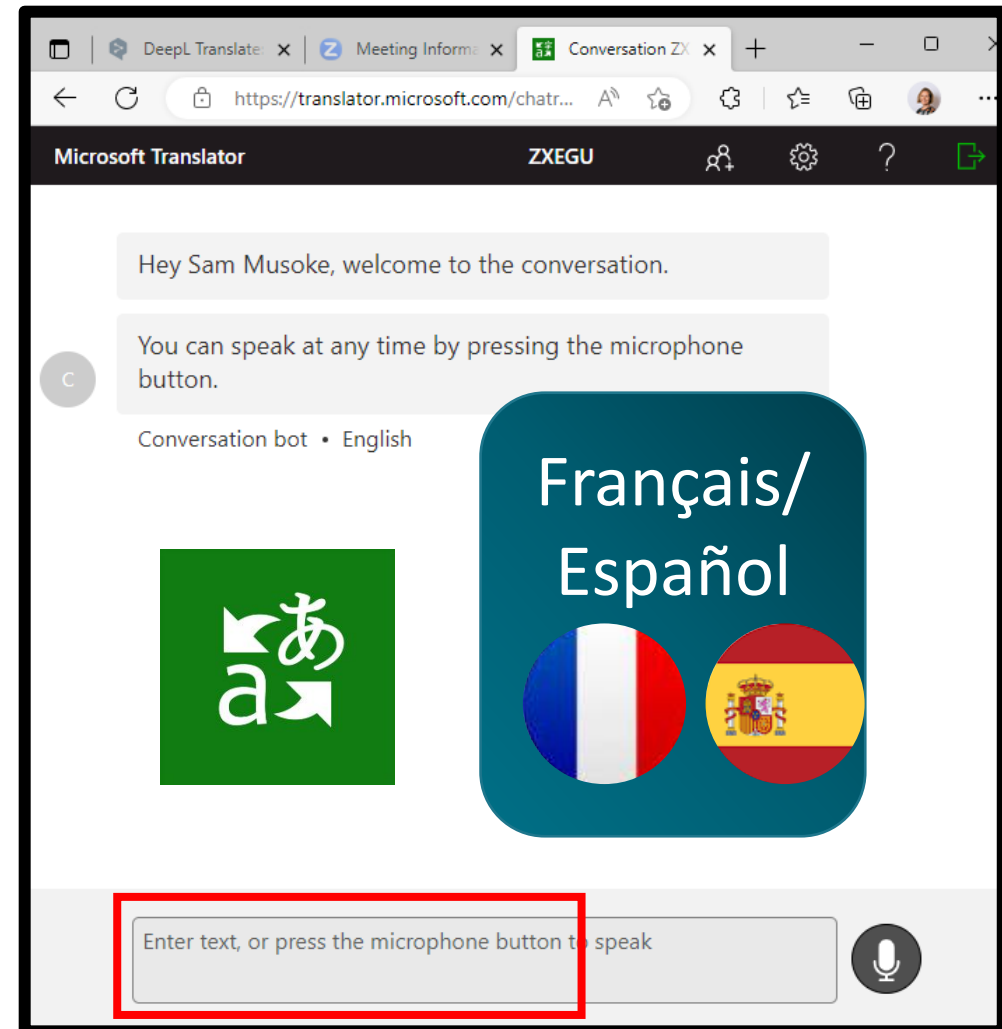 DeepL Translate: Meeting Informa Conversation ZX
https://translator.microsoft.com/chatr...
Microsoft Translator ZXEGU
Hey Sam Musoke, welcome to the conversation.
You can speak at any time by pressing the microphone
button.
C
Conversation bot • English
Français/
Español
あ
a
Enter text, or press the microphone button to speak